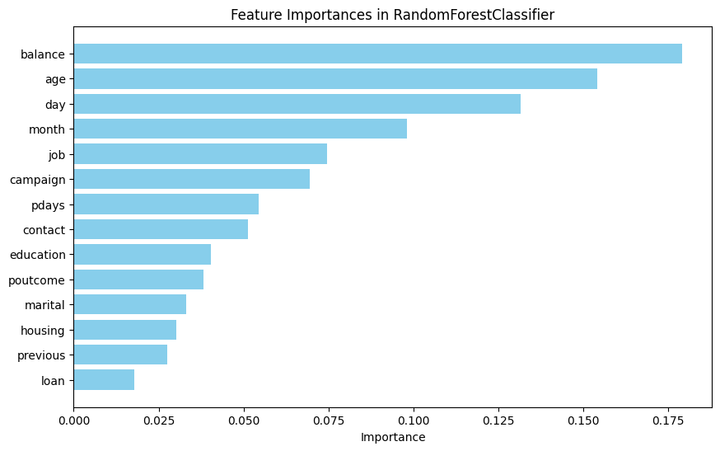 Feature Importances in RandomForestClassifier
balance
age
day
month
job
campaign
pdays
contact
education
poutcome
marital
housing
previous
loan
0.000 0.025 0.050 0.075 0.100 0.125 0.150 0.175
Importance